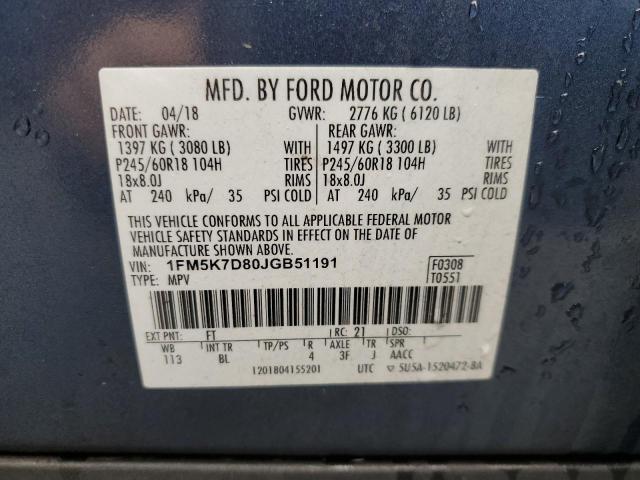 MFD. BY FORD MOTOR CO.
DATE: 04/18 GVWR: 2776 KG ( 6120 LB)
FRONT GAWR: REAR GAWR:
1397 KG ( 3080 LB) WITH 1497 KG ( 3300 LB) WITH
P245/60R18 104H TIRES P245/60R18 104H TIRES
18x8.0J RIMS 18x8.0J RIMS
AT 240 kPa/ 35 PSI COLD AT 240 kPa/ 35 PSI COLD
THIS VEHICLE CONFORMS TO ALL APPLICABLE FEDERAL MOTOR
VEHICLE SAFETY STANDARDS IN EFFECT ON THE DATE OF
MANUFACTURE SHOWN ABOVE.
VIN: 1FM5K7D80JGB51191 F0308
TYPE: MPV T0551
EXT PNT: FT RC: 21 DSO:
WB INT TR TP/PS R AXLE TR SPR
113 BL 4 3F J AACC
1201804155201 UTC 5U5A-1520472-BA